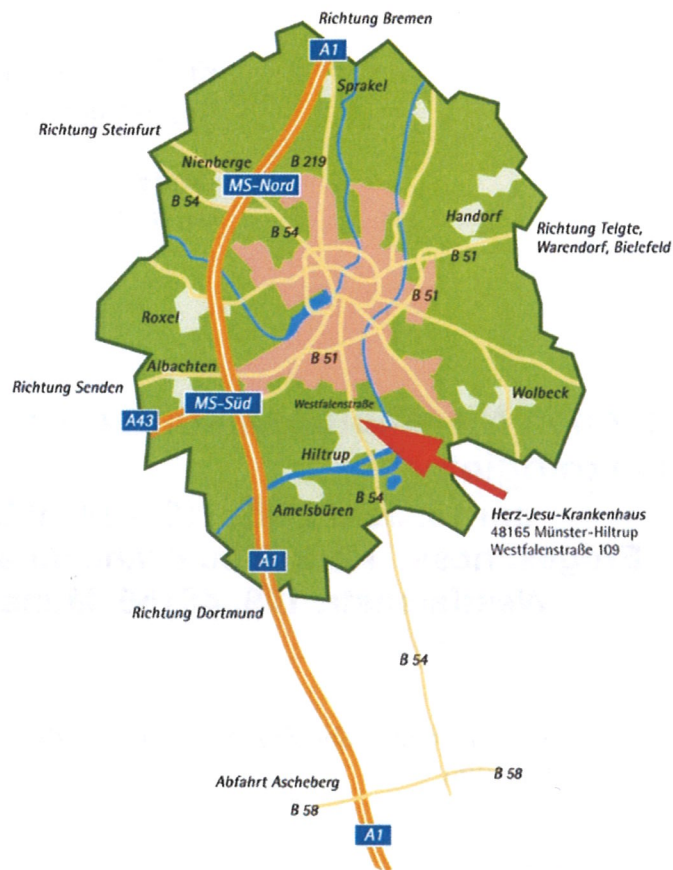 Richtung Bremen
A1
Sprakel
Richtung Steinfurt
Nienberge
B 219
MS-Nord
B 54
Handorf
B 54
Richtung Telgte,
Warendorf, Bielefeld
B 51
B 51
Roxel
B 51
Albachten
Richtung Senden
Wolbeck
MS-Süd
Westfalenstraße
A43
Hiltrup
B 54
Amelsbüren
Herz-Jesu-Krankenhaus
48165 Münster-Hiltrup
Westfalenstraße 109
A1
Richtung Dortmund
B 54
Abfahrt Ascheberg
B 58
B 58
A1